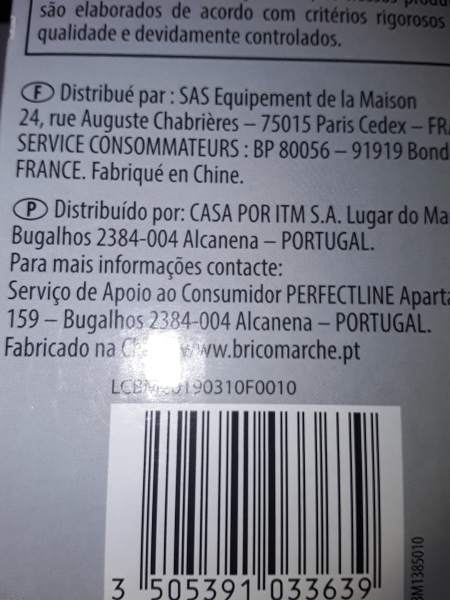 são elaborados de acordo com critérios rigorosos
qualidade e devidamente controlados.
F Distribué par : SAS Equipement de la Maison
24, rue Auguste Chabrières – 75015 Paris Cedex – FRA
SERVICE CONSOMMATEURS : BP 80056 – 91919 Bond
FRANCE. Fabriqué en Chine.
P Distribuído por: CASA POR ITM S.A. Lugar do Ma
Bugalhos 2384-004 Alcanena – PORTUGAL.
Para mais informações contacte:
Serviço de Apoio ao Consumidor PERFECTLINE Aparta
159 – Bugalhos 2384-004 Alcanena – PORTUGAL.
Fabricado na www.bricomarche.pt
3 505391 033639
3M1385010